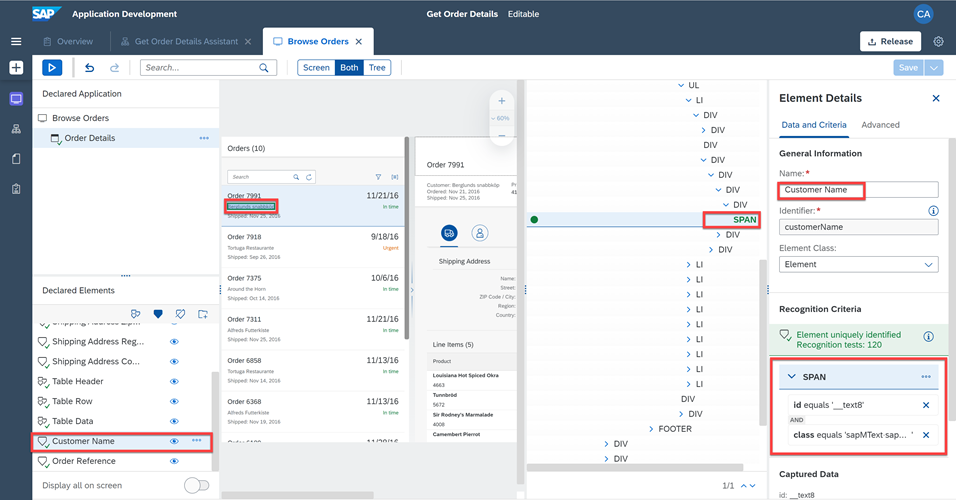 SAP Application Development Get Order Details Editable CA
Overview Get Order Details Assistant Browse Orders Release
Search... Screen Both Tree Save
Declared Application
Browse Orders
Order Details
Declared Elements
Shipping Address Reg...
Shipping Address Co...
Table Header
Table Row
Table Data
Customer Name
Order Reference
Display all on screen
60%
Orders (10)
Search
Order 7991 11/21/16
Berglunds snabbköp In time
Shipped: Nov 25, 2016
Order 7918 9/18/16
Tortuga Restaurante Urgent
Shipped: Sep 26, 2016
Order 7375 10/6/16
Around the Horn In time
Shipped: Oct 14, 2016
Order 7311 11/21/16
Alfreds Futterkiste In time
Shipped: Nov 25, 2016
Order 6858 11/13/16
Tortuga Restaurante In time
Shipped: Nov 14, 2016
Order 6368 11/13/16
Alfreds Futterkiste In time
Shipped: Nov 19, 2016
Order 7991
Customer: Berglunds snabbköp
Ordered: Nov 21, 2016
Shipped: Nov 25, 2016
Shipping Address
Name:
Street:
ZIP Code / City:
Region:
Country:
Line Items (5)
Product
Louisiana Hot Spiced Okra
4663
Tunnbröd
5672
Sir Rodney's Marmalade
4408
Camembert Pierrot
UL
LI
DIV
DIV
DIV
DIV
DIV
DIV
DIV
SPAN
DIV
DIV
LI
LI
LI
LI
LI
LI
LI
LI
LI
DIV
DIV
FOOTER
DIV
DIV
1/1
Element Details
Data and Criteria Advanced
General Information
Name:*
Customer Name
Identifier:*
customerName
Element Class:
Element
Recognition Criteria
Element uniquely identified
Recognition tests: 120
SPAN
id equals '__text8'
AND
class equals 'sapMText sap... '
Captured Data
id: __text8